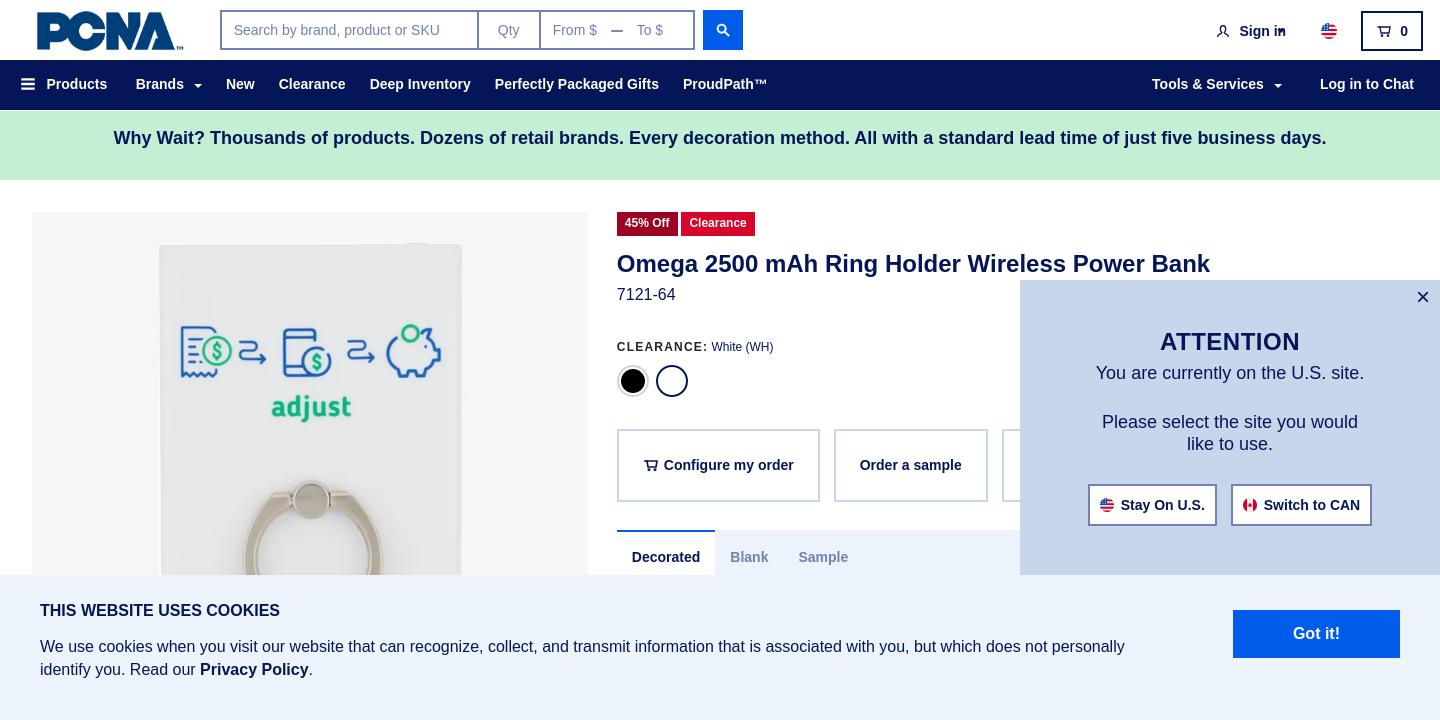 PCNA™
Search by brand, product or SKU
Qty
From $ — To $
Sign in
0
Products
Brands
New
Clearance
Deep Inventory
Perfectly Packaged Gifts
ProudPath™
Tools & Services
Log in to Chat
Why Wait? Thousands of products. Dozens of retail brands. Every decoration method. All with a standard lead time of just five business days.
adjust
45% Off
Clearance
Omega 2500 mAh Ring Holder Wireless Power Bank
7121-64
CLEARANCE: White (WH)
Configure my order
Order a sample
Decorated
Blank
Sample
×
ATTENTION
You are currently on the U.S. site.
Please select the site you would
like to use.
Stay On U.S.
Switch to CAN
THIS WEBSITE USES COOKIES
We use cookies when you visit our website that can recognize, collect, and transmit information that is associated with you, but which does not personally
identify you. Read our Privacy Policy.
Got it!